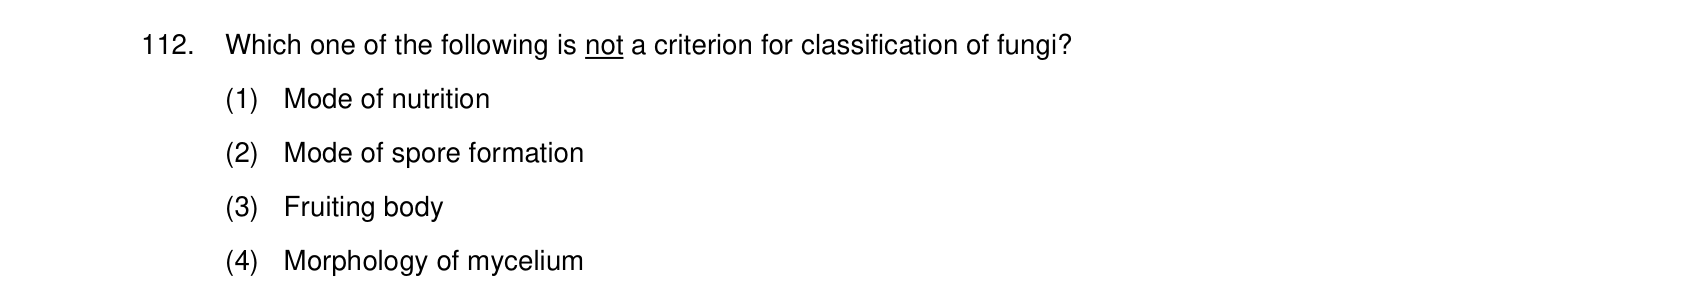 112. Which one of the following is not a criterion for classification of fungi?
(1) Mode of nutrition
(2) Mode of spore formation
(3) Fruiting body
(4) Morphology of mycelium